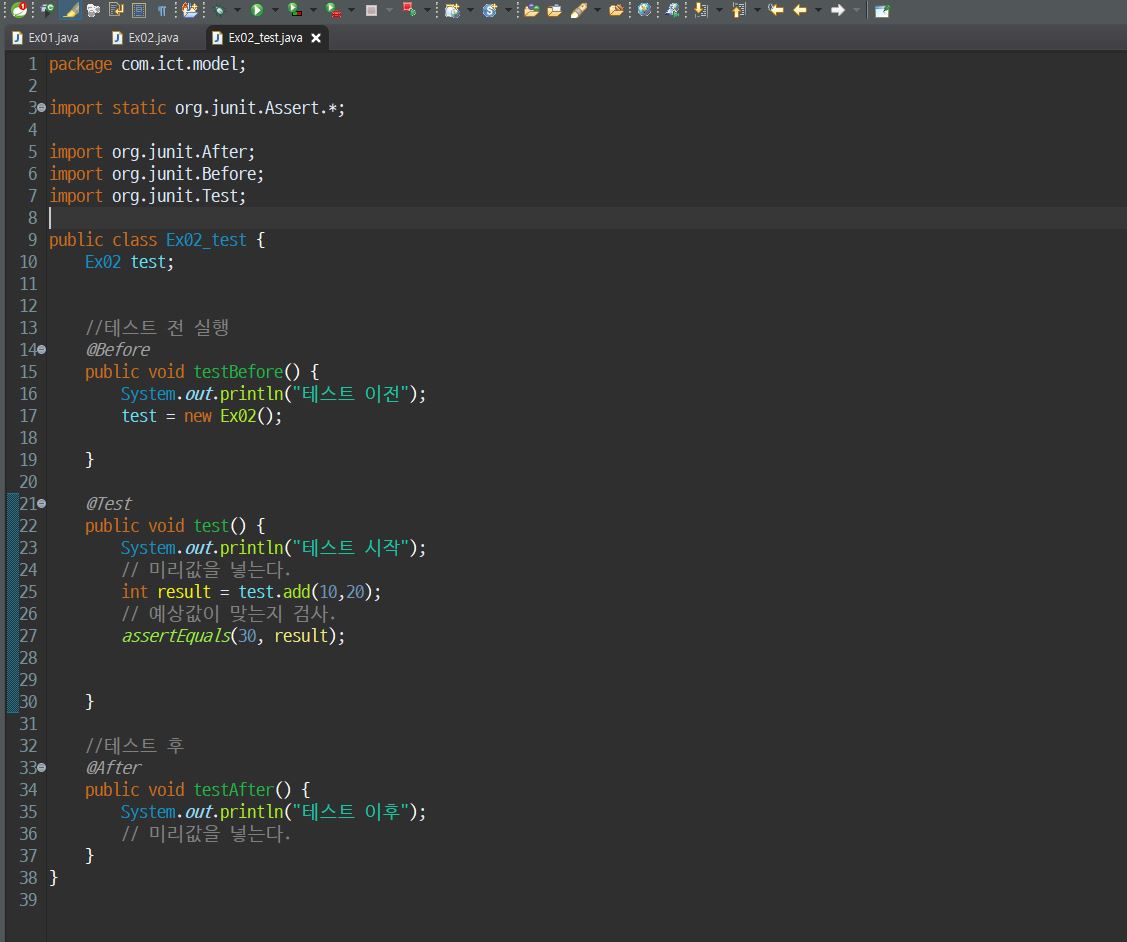 Ex01.java Ex02.java Ex02_test.java
1 package com.ict.model;
2
3 import static org.junit.Assert.*;
4
5 import org.junit.After;
6 import org.junit.Before;
7 import org.junit.Test;
8
9 public class Ex02_test {
10 Ex02 test;
11
12
13 //테스트 전 실행
14 @Before
15 public void testBefore() {
16 System.out.println("테스트 이전");
17 test = new Ex02();
18
19 }
20
21 @Test
22 public void test() {
23 System.out.println("테스트 시작");
24 // 미리값을 넣는다.
25 int result = test.add(10,20);
26 // 예상값이 맞는지 검사.
27 assertEquals(30, result);
28
29
30 }
31
32 //테스트 후
33 @After
34 public void testAfter() {
35 System.out.println("테스트 이후");
36 // 미리값을 넣는다.
37 }
38 }
39